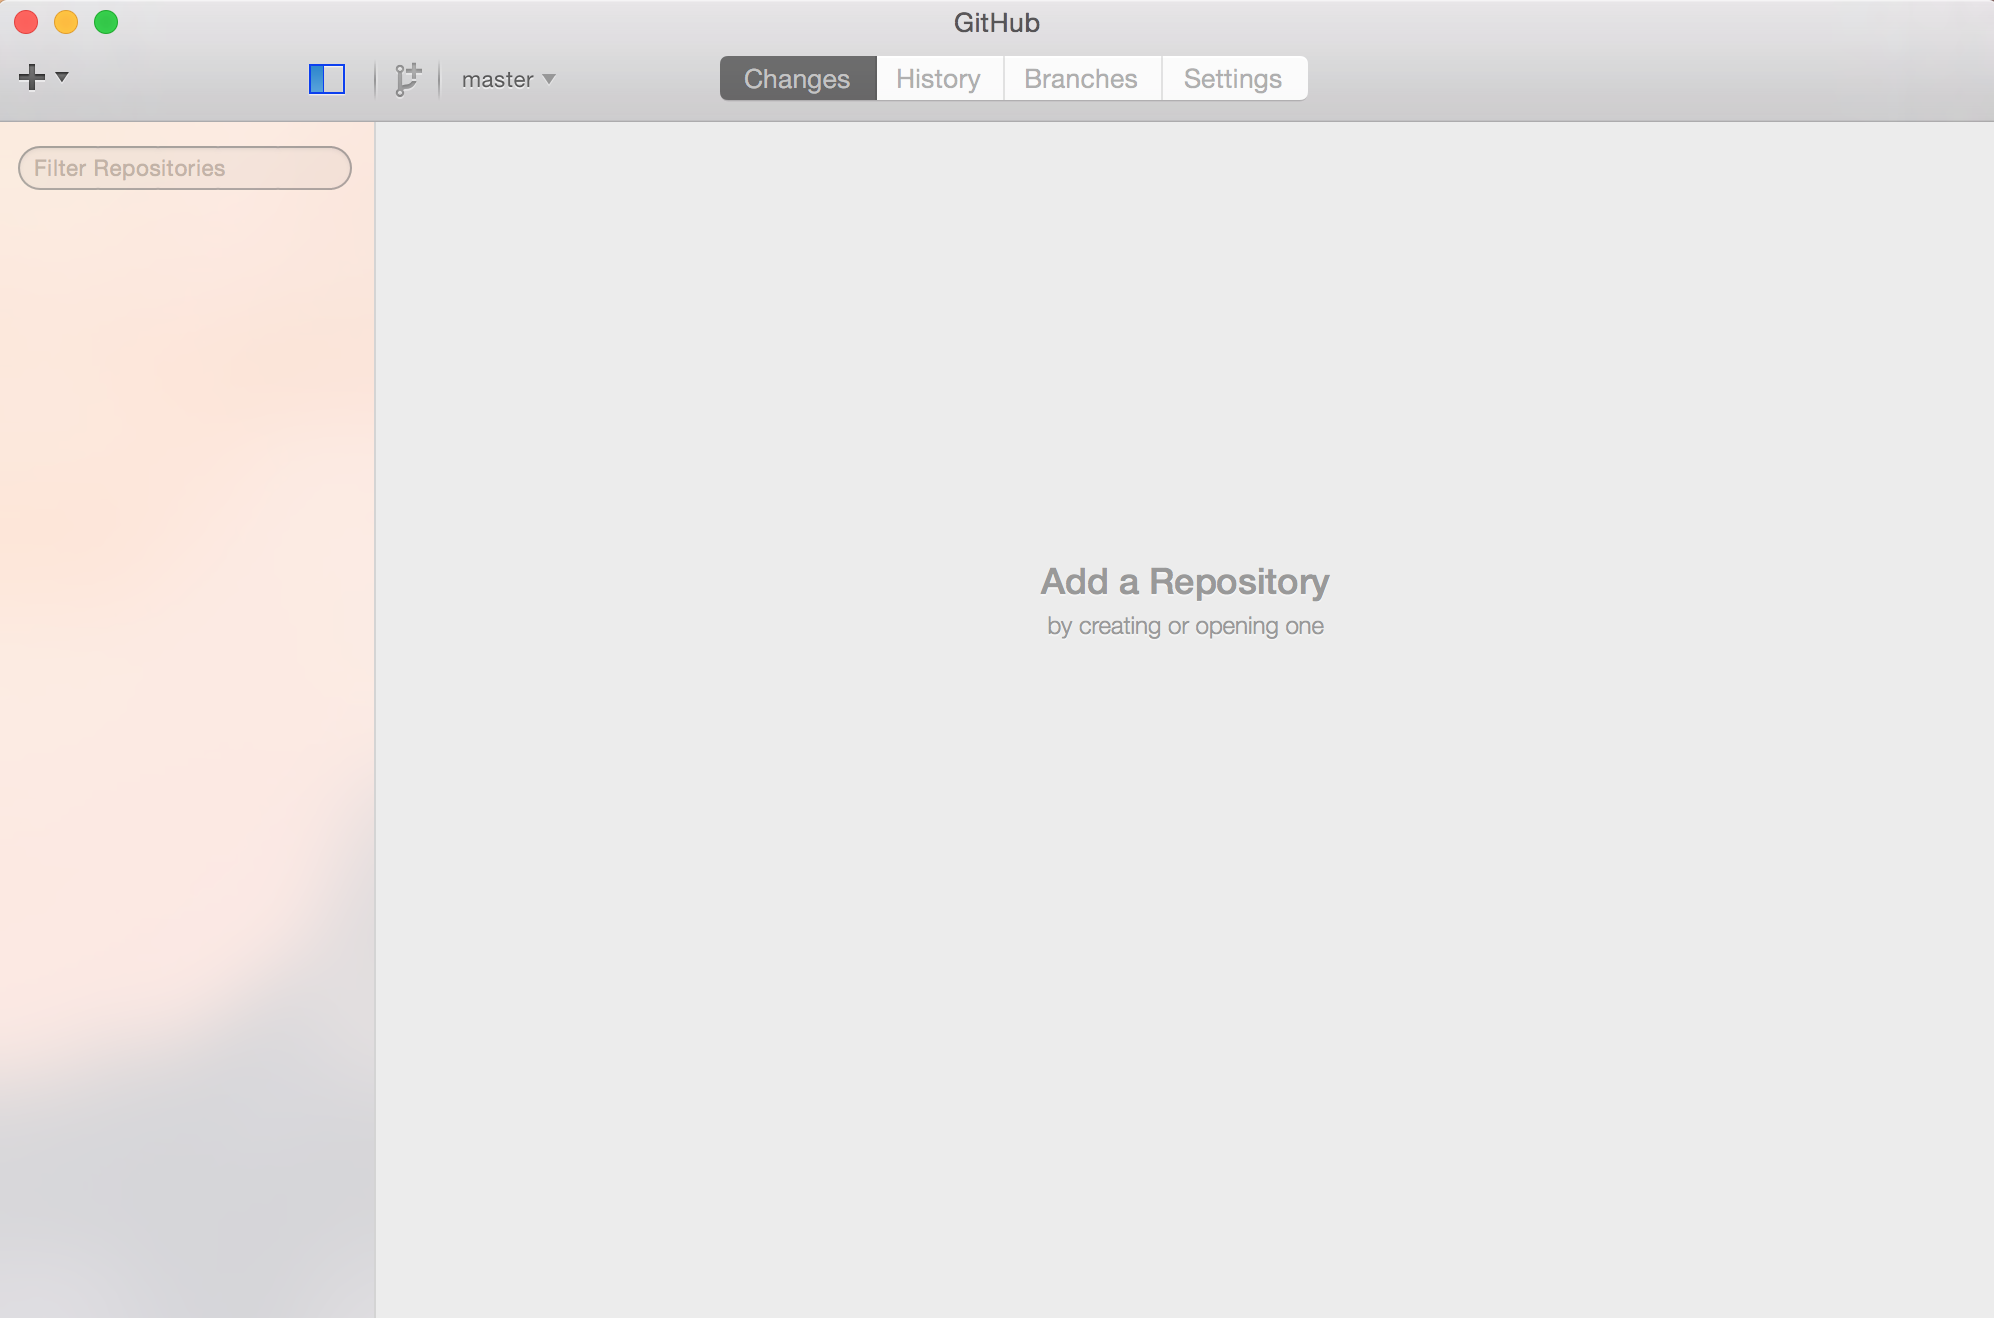 GitHub
master
Changes
History
Branches
Settings
Filter Repositories
Add a Repository
by creating or opening one